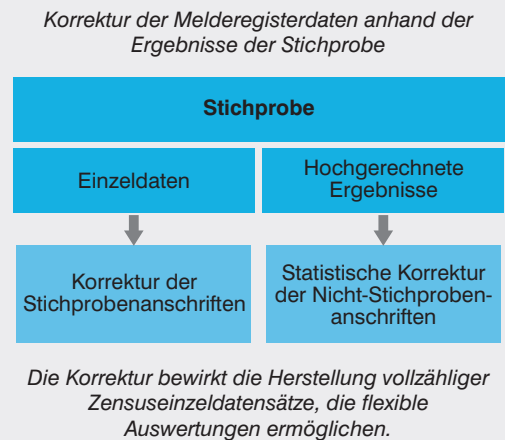 Korrektur der Melderegisterdaten anhand der
Ergebnisse der Stichprobe
Stichprobe
Einzeldaten
Hochgerechnete
Ergebnisse
Korrektur der
Stichprobenanschriften
Statistische Korrektur
der Nicht-Stichproben-
anschriften
Die Korrektur bewirkt die Herstellung vollzähliger
Zensuseinzeldatensätze, die flexible
Auswertungen ermöglichen.